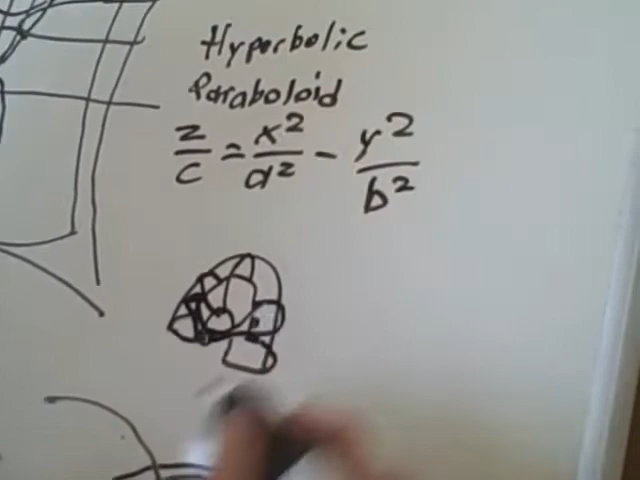 Hyperbolic
Paraboloid
z/c = x²/a² - y²/b²